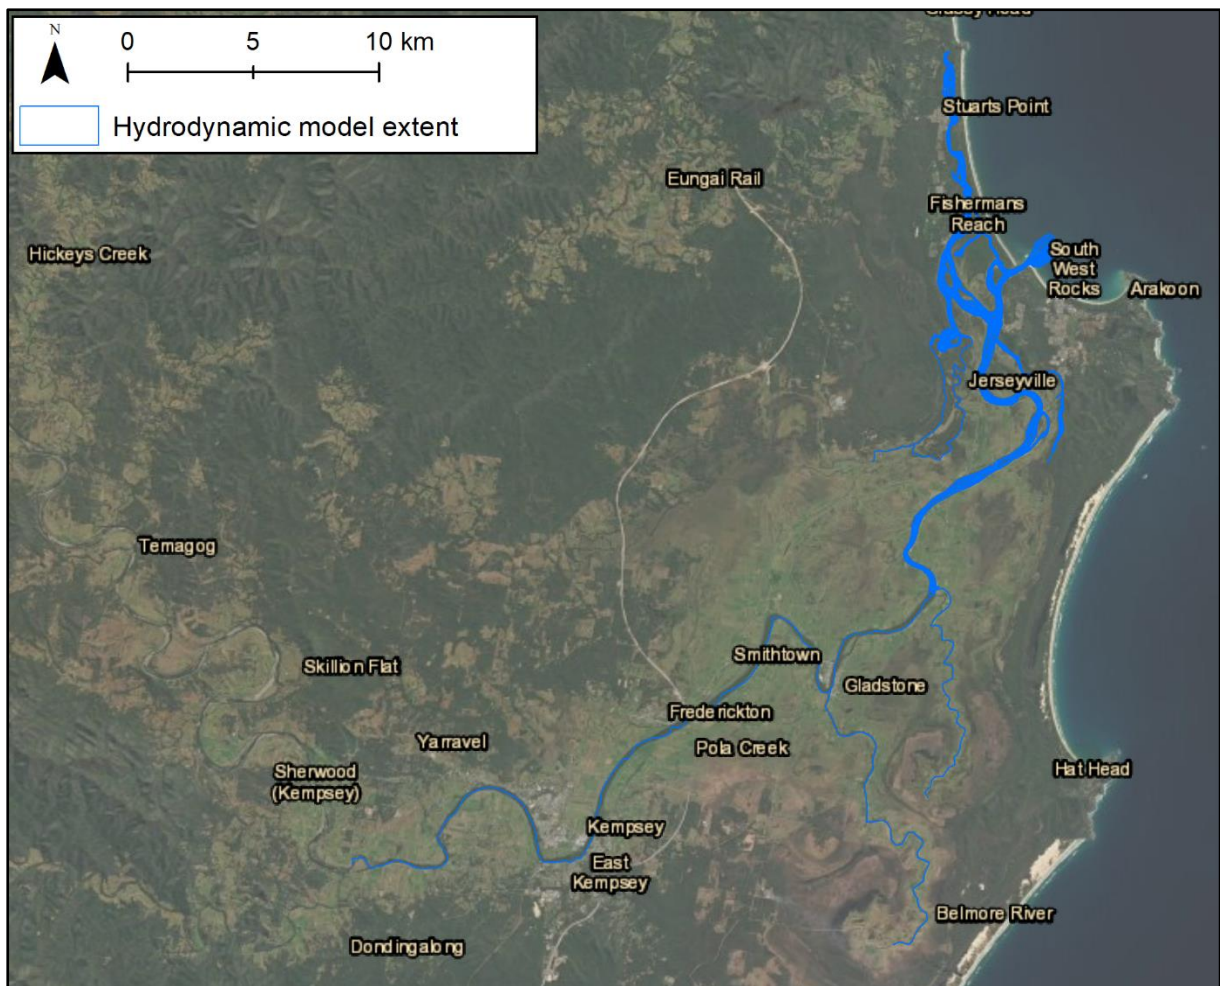 N
0 5 10 km
Hydrodynamic model extent
Grassy Head
Stuarts Point
Eungai Rail
Fishermans
Reach
Hickeys Creek
South
West
Rocks
Arakoon
Jerseyville
Temagog
Smithtown
Skillion Flat
Gladstone
Frederickton
Yarravel
Pola Creek
Sherwood
(Kempsey)
Hat Head
Kempsey
East
Kempsey
Belmore River
Dondingalong